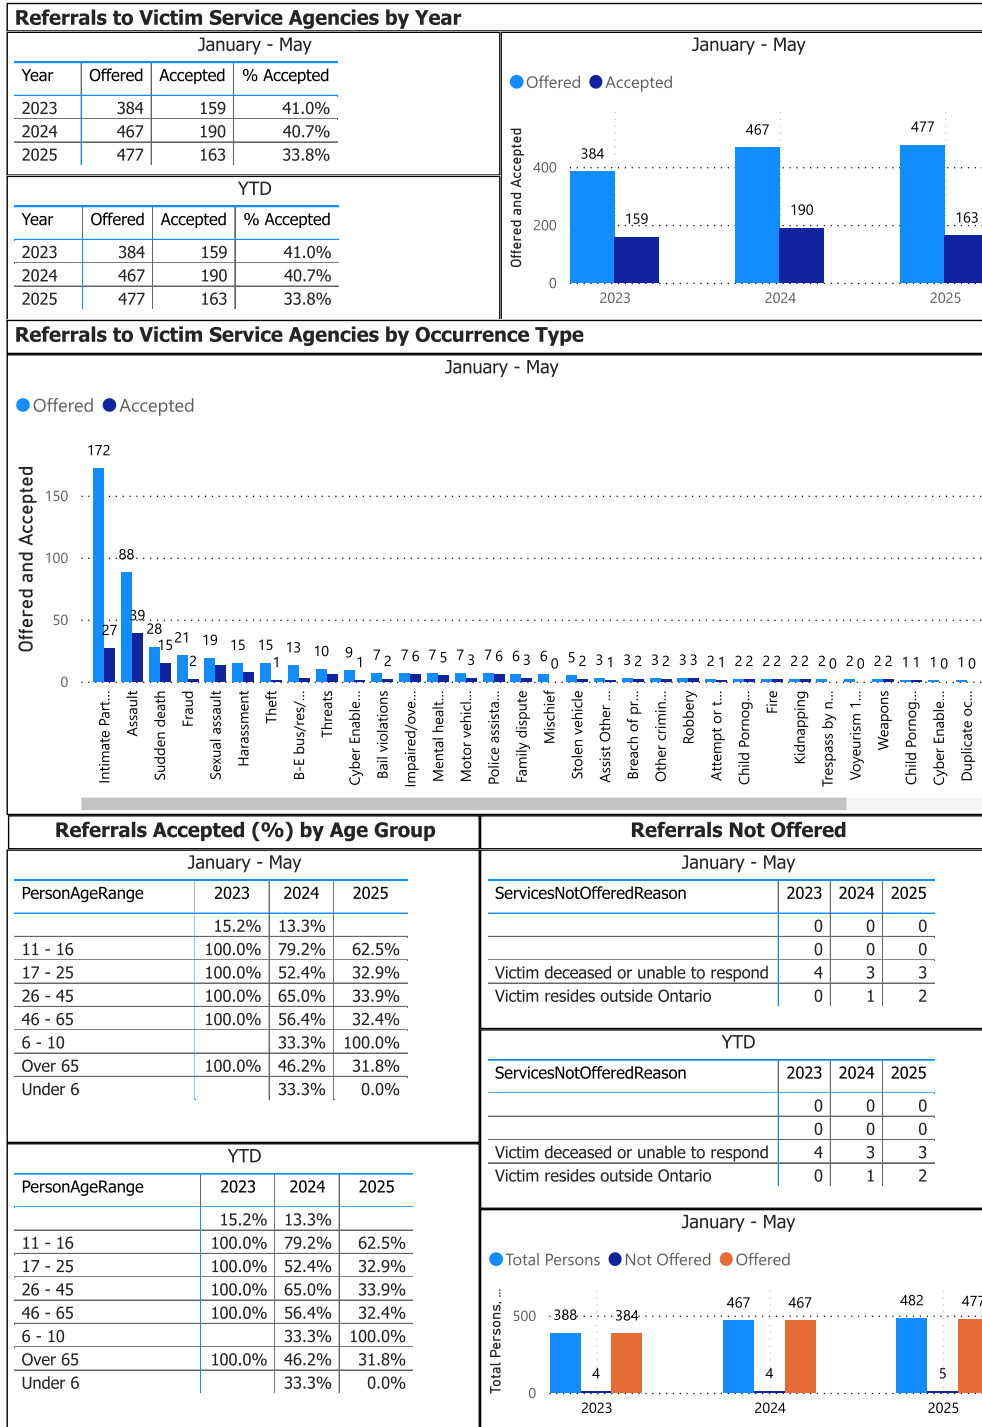 Referrals to Victim Service Agencies by Year
January - May
Year Offered Accepted % Accepted
2023 384 159 41.0%
2024 467 190 40.7%
2025 477 163 33.8%
YTD
Year Offered Accepted % Accepted
2023 384 159 41.0%
2024 467 190 40.7%
2025 477 163 33.8%
January - May
Offered Accepted
Offered and Accepted
400
200
0
384 159 467 190 477 163
2023 2024 2025
Referrals to Victim Service Agencies by Occurrence Type
January - May
Offered Accepted
Offered and Accepted
150
100
50
0
172 27 88 39 28 15 21 2 19 15 15 1 13 10 9 1 7 2 7 6 7 5 7 3 7 6 6 3 6 0 5 2 3 1 3 2 3 2 3 3 2 1 2 2 2 2 2 2 2 0 2 0 2 2 1 1 1 0 1 0
Intimate Part...
Assault
Sudden death
Fraud
Sexual assault
Harassment
Theft
B-E bus/res/...
Threats
Cyber Enable...
Bail violations
Impaired/ove...
Mental healt...
Motor vehicl...
Police assista...
Family dispute
Mischief
Stolen vehicle
Assist Other ...
Breach of pr...
Other crimin...
Robbery
Attempt or t...
Child Pornog...
Fire
Kidnapping
Trespass by n...
Voyeurism 1...
Weapons
Child Pornog...
Cyber Enable...
Duplicate oc...
Referrals Accepted (%) by Age Group
January - May
PersonAgeRange 2023 2024 2025
15.2% 13.3%
11 - 16 100.0% 79.2% 62.5%
17 - 25 100.0% 52.4% 32.9%
26 - 45 100.0% 65.0% 33.9%
46 - 65 100.0% 56.4% 32.4%
6 - 10 33.3% 100.0%
Over 65 100.0% 46.2% 31.8%
Under 6 33.3% 0.0%
YTD
PersonAgeRange 2023 2024 2025
15.2% 13.3%
11 - 16 100.0% 79.2% 62.5%
17 - 25 100.0% 52.4% 32.9%
26 - 45 100.0% 65.0% 33.9%
46 - 65 100.0% 56.4% 32.4%
6 - 10 33.3% 100.0%
Over 65 100.0% 46.2% 31.8%
Under 6 33.3% 0.0%
Referrals Not Offered
January - May
ServicesNotOfferedReason 2023 2024 2025
0 0 0
0 0 0
Victim deceased or unable to respond 4 3 3
Victim resides outside Ontario 0 1 2
YTD
ServicesNotOfferedReason 2023 2024 2025
0 0 0
0 0 0
Victim deceased or unable to respond 4 3 3
Victim resides outside Ontario 0 1 2
January - May
Total Persons Not Offered Offered
Total Persons, ...
500
0
388 4 384 467 4 467 482 5 477
2023 2024 2025